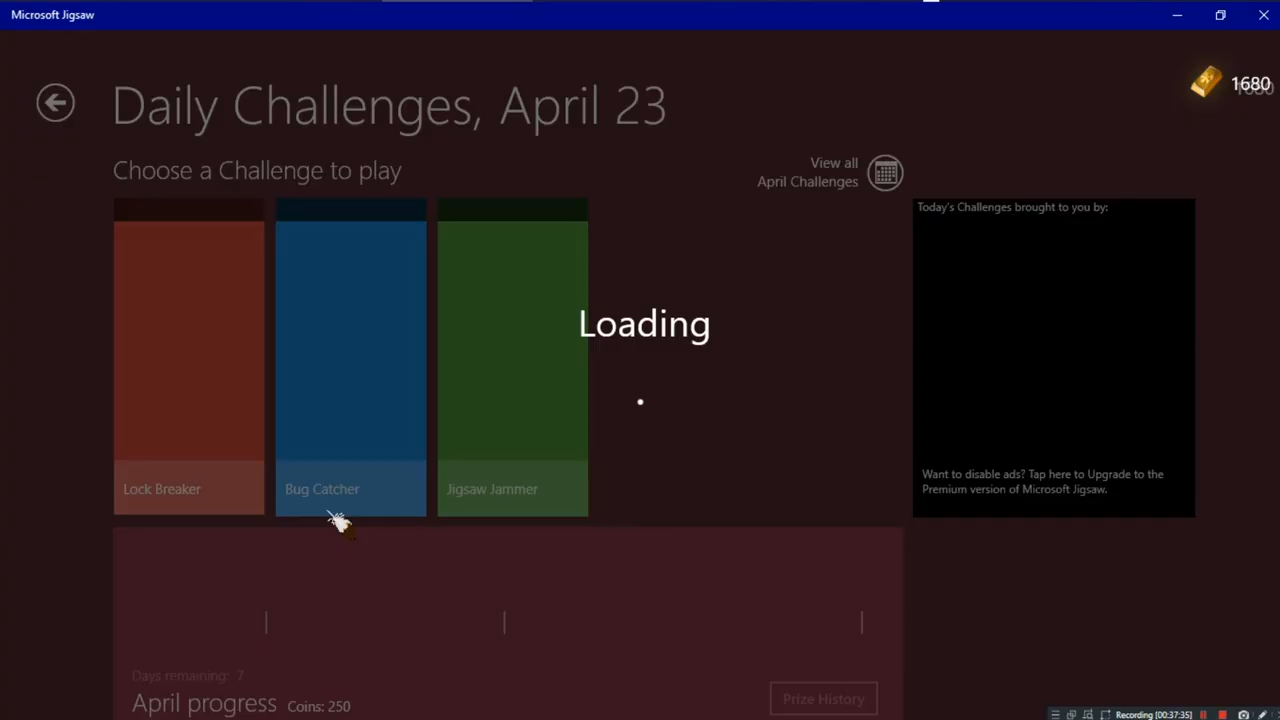 Microsoft Jigsaw
1680
Daily Challenges, April 23
Choose a Challenge to play
View all
April Challenges
Today's Challenges brought to you by:
Loading
Want to disable ads? Tap here to Upgrade to the
Premium version of Microsoft Jigsaw.
Lock Breaker
Bug Catcher
Jigsaw Jammer
Days remaining: 7
April progress Coins: 250
Prize History
Recording [00:37:35]